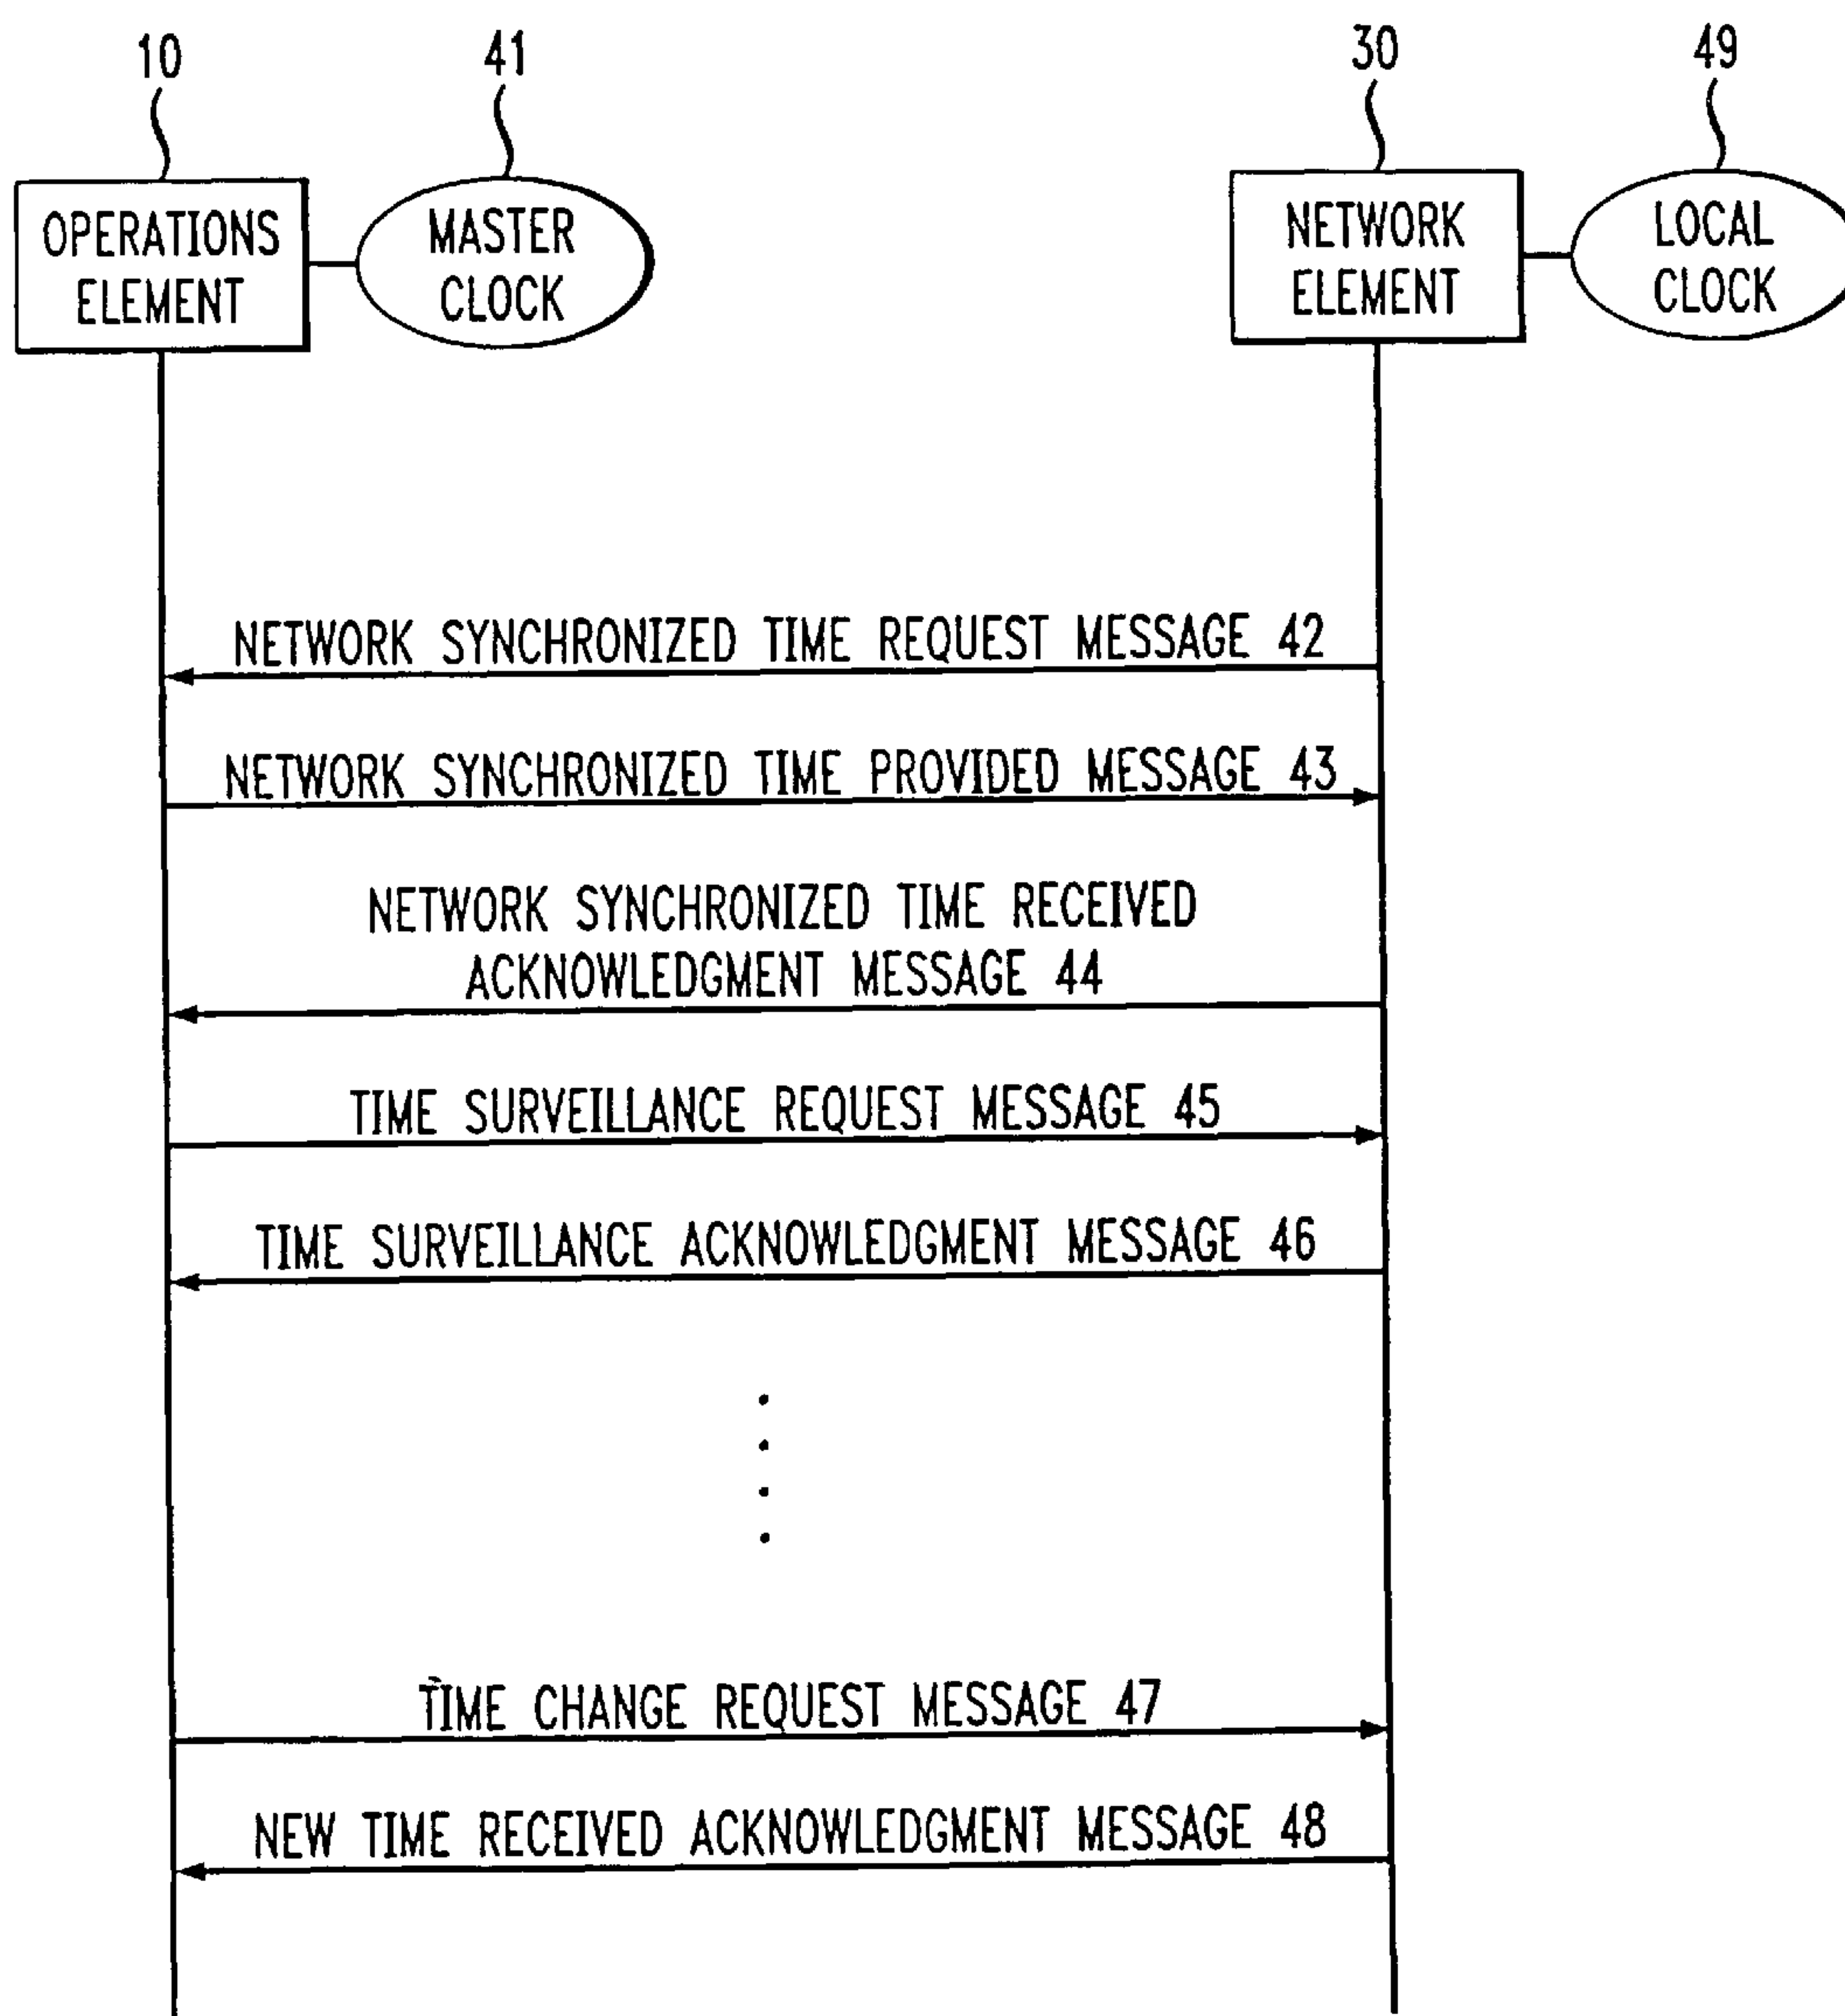 10
41
30
49
OPERATIONS
ELEMENT
MASTER
CLOCK
NETWORK
ELEMENT
LOCAL
CLOCK
NETWORK SYNCHRONIZED TIME REQUEST MESSAGE 42
NETWORK SYNCHRONIZED TIME PROVIDED MESSAGE 43
NETWORK SYNCHRONIZED TIME RECEIVED
ACKNOWLEDGMENT MESSAGE 44
TIME SURVEILLANCE REQUEST MESSAGE 45
TIME SURVEILLANCE ACKNOWLEDGMENT MESSAGE 46
TIME CHANGE REQUEST MESSAGE 47
NEW TIME RECEIVED ACKNOWLEDGMENT MESSAGE 48